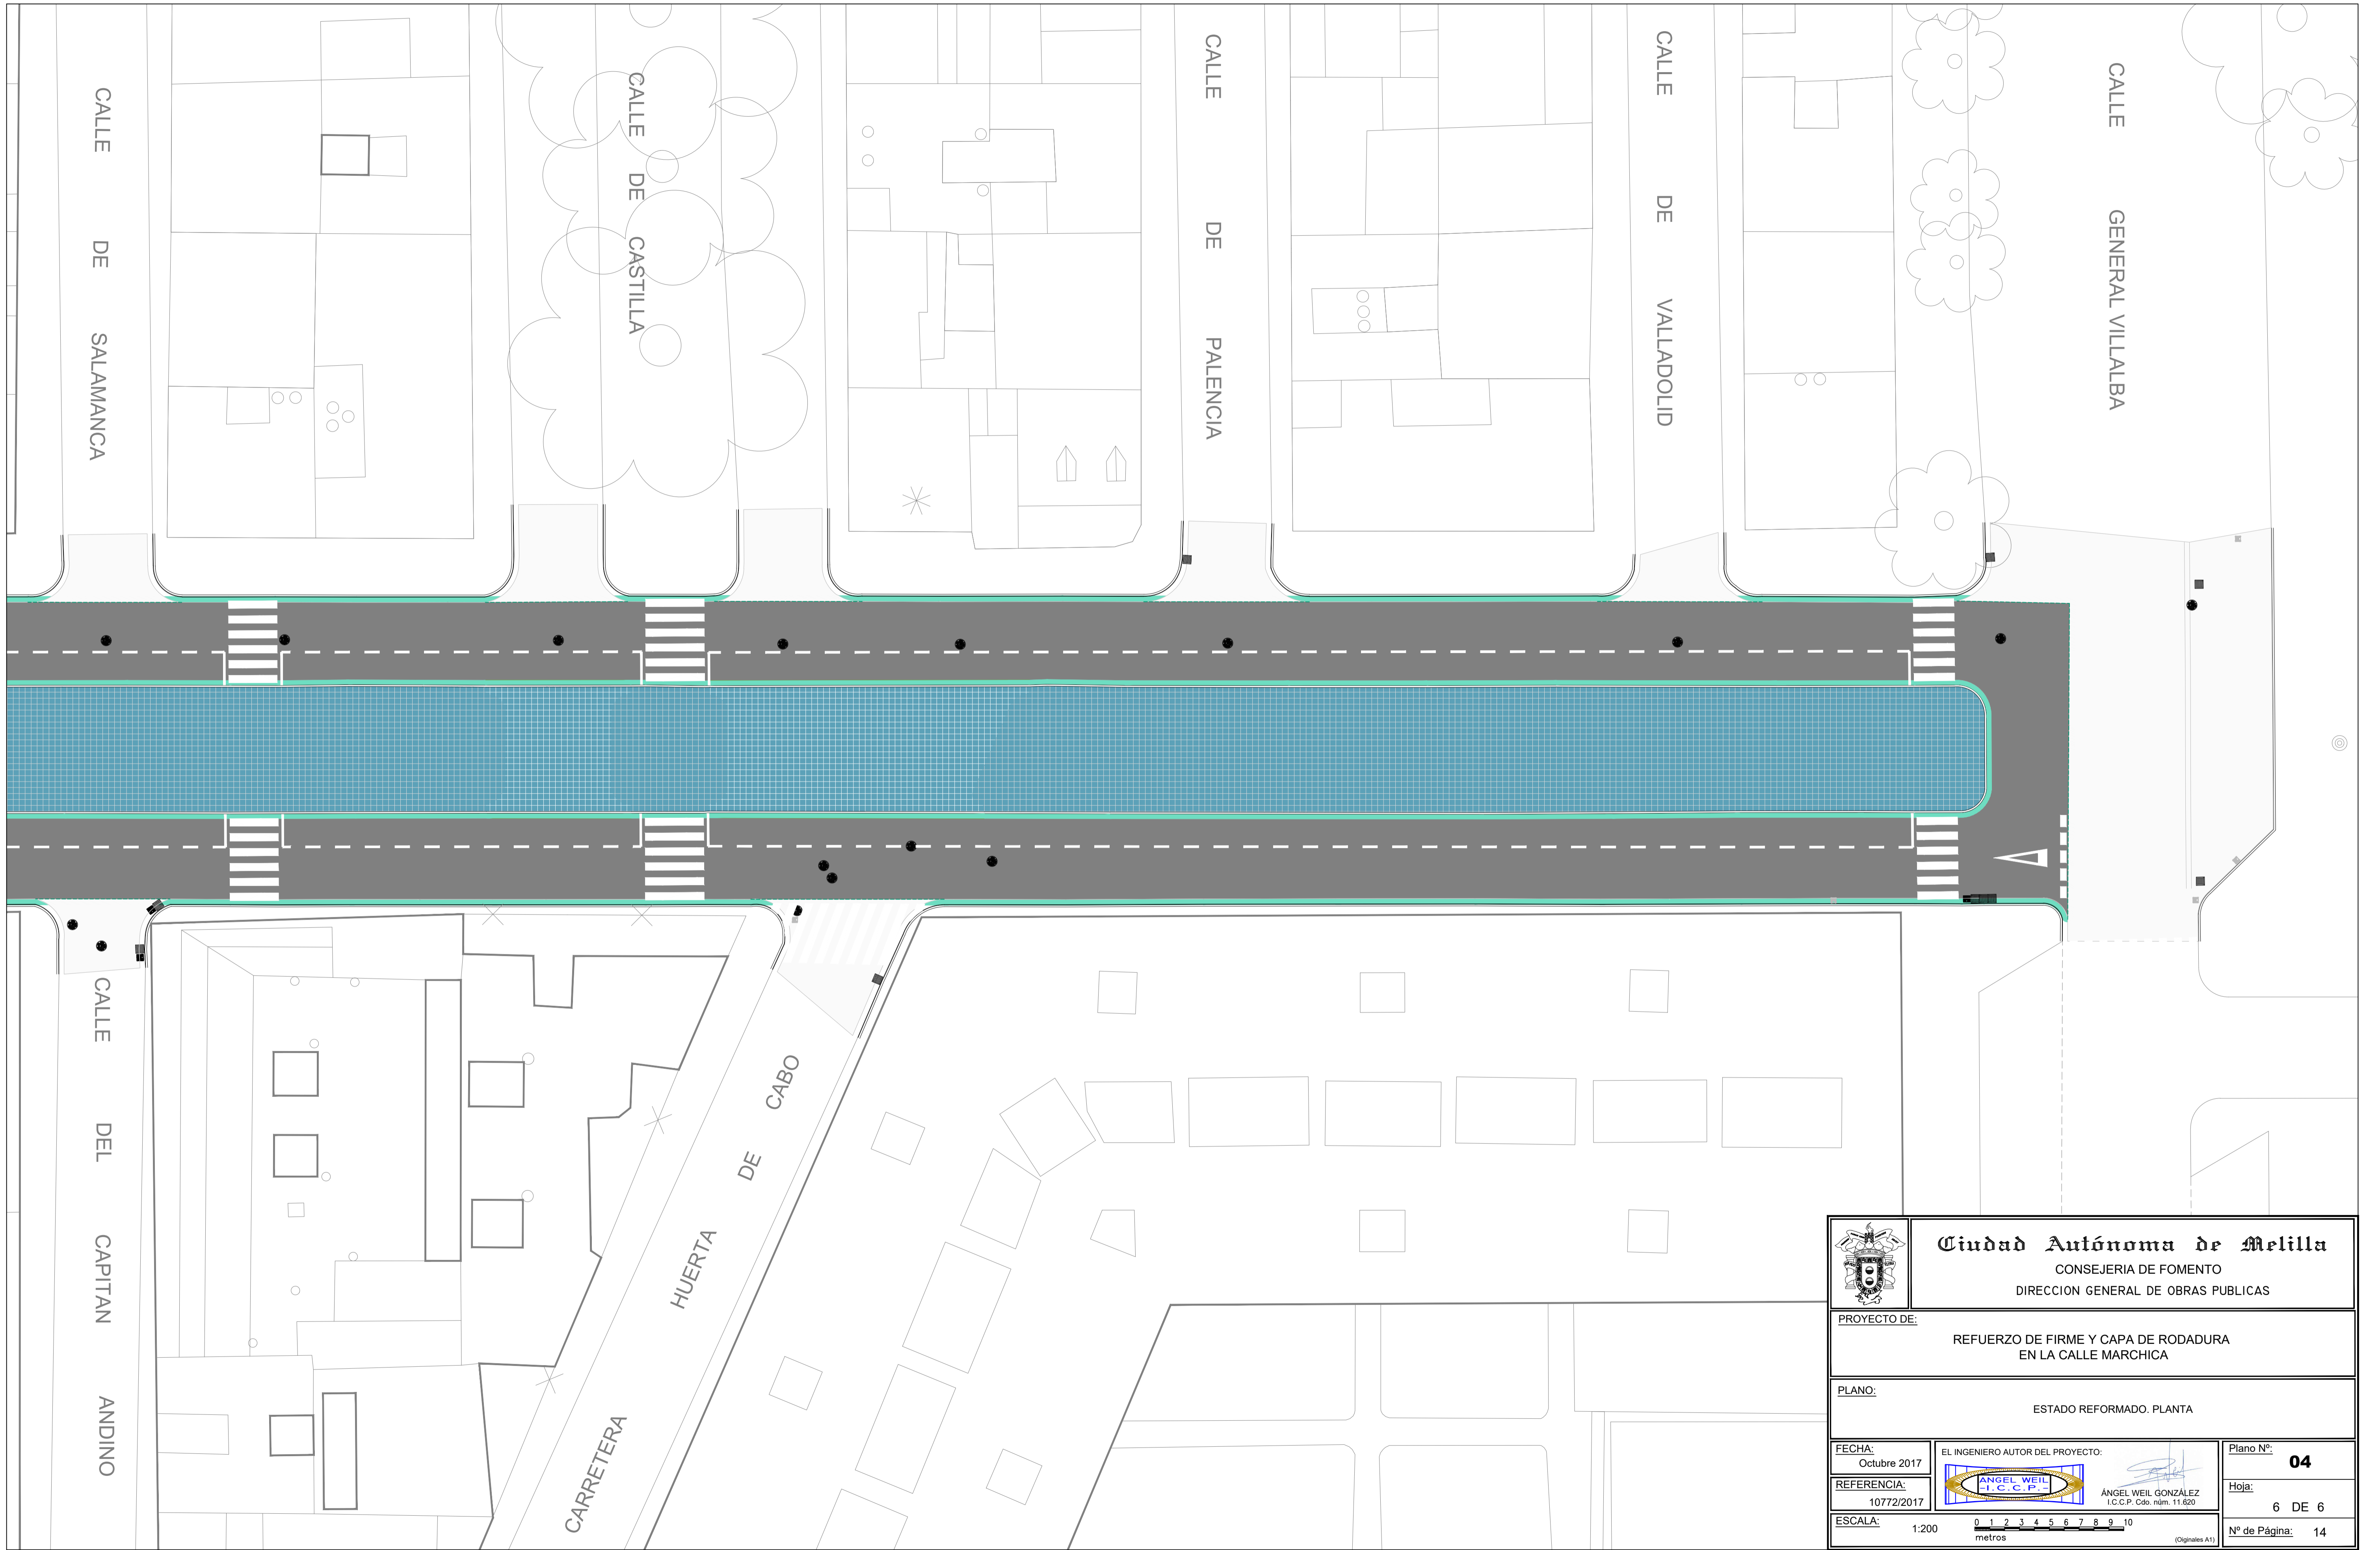 CALLE DE SALAMANCA
CALLE DE CASTILLA
CALLE DE PALENCIA
CALLE DE VALLADOLID
CALLE GENERAL VILLALBA
CALLE DEL CAPITAN ANDINO
CARRETERA HUERTA DE CABO
Ciudad Autónoma de Melilla
CONSEJERIA DE FOMENTO
DIRECCION GENERAL DE OBRAS PUBLICAS
PROYECTO DE:
REFUERZO DE FIRME Y CAPA DE RODADURA
EN LA CALLE MARCHICA
PLANO:
ESTADO REFORMADO. PLANTA
FECHA:
Octubre 2017
REFERENCIA:
10772/2017
EL INGENIERO AUTOR DEL PROYECTO:
ANGEL WEIL
-I.C.C.P.-
ÁNGEL WEIL GONZÁLEZ
I.C.C.P. Cdo. núm. 11.620
Plano Nº:
04
Hoja:
6 DE 6
Nº de Página: 14
ESCALA:
1:200
0 1 2 3 4 5 6 7 8 9 10
metros
(Oiginales A1)